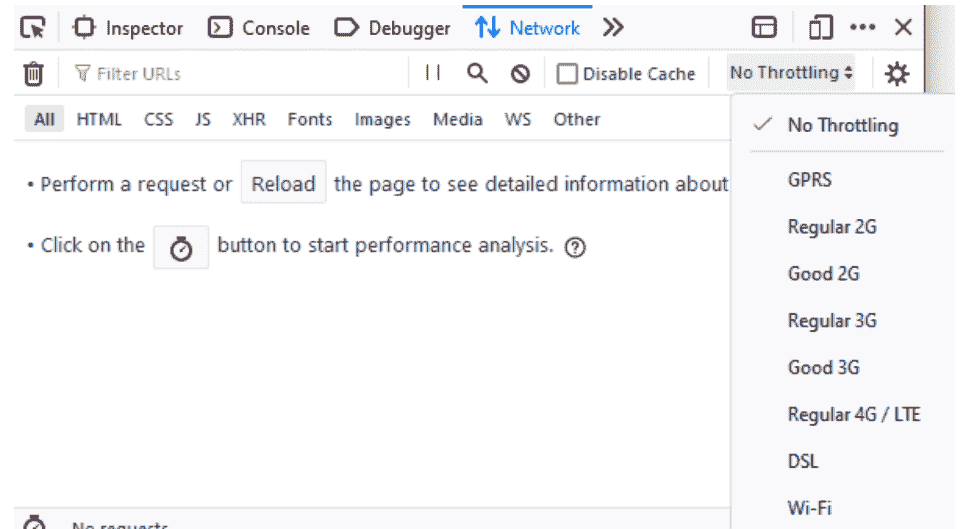 Inspector Console Debugger Network
Filter URLs Disable Cache No Throttling
All HTML CSS JS XHR Fonts Images Media WS Other
No Throttling
• Perform a request or Reload the page to see detailed information about
GPRS
Regular 2G
• Click on the button to start performance analysis.
Good 2G
Regular 3G
Good 3G
Regular 4G / LTE
DSL
Wi-Fi
No requests